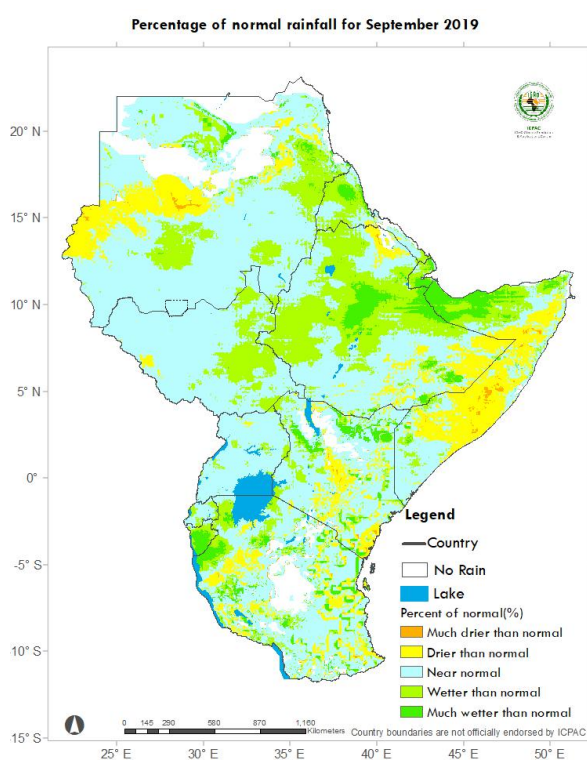 Percentage of normal rainfall for September 2019
IGAD
ICPAC
20° N
15° N
10° N
5° N
0°
-5° S
-10° S
-15° S
Legend
Country
No Rain
Lake
Percent of normal(%)
Much drier than normal
Drier than normal
Near normal
Wetter than normal
Much wetter than normal
0 145 290 580 870 1,160
Kilometers
Country boundaries are not officially endorsed by ICPAC
25° E 30° E 35° E 40° E 45° E 50° E